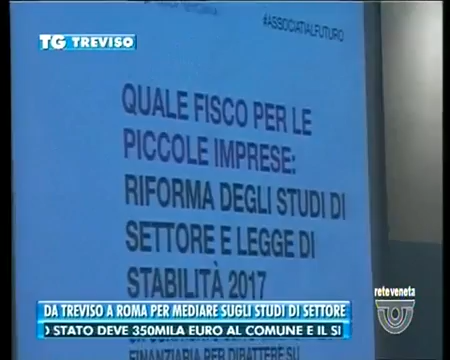 #ASSOCIATIALFUTURO
TG TREVISO
QUALE FISCO PER LE
PICCOLE IMPRESE:
RIFORMA DEGLI STUDI DI
SETTORE E LEGGE DI
STABILITÀ 2017
DA TREVISO A ROMA PER MEDIARE SUGLI STUDI DI SETTORE
O STATO DEVE 350MILA EURO AL COMUNE E IL SI
reteveneta
FINANZIARIA PER DIBATTERE SU